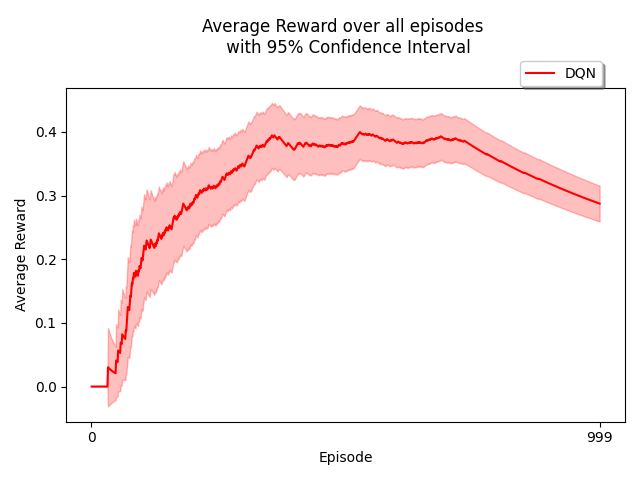 Average Reward over all episodes
with 95% Confidence Interval
DQN
Average Reward
0.4
0.3
0.2
0.1
0.0
0
999
Episode